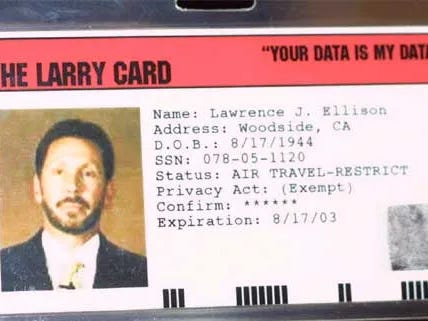 "YOUR DATA IS MY DATA
HE LARRY CARD
Name: Lawrence J. Ellison
Address: Woodside, CA
D.O.B.: 8/17/1944
SSN: 078-05-1120
Status: AIR TRAVEL-RESTRICT
Privacy Act: (Exempt)
Confirm: ******
Expiration: 8/17/03